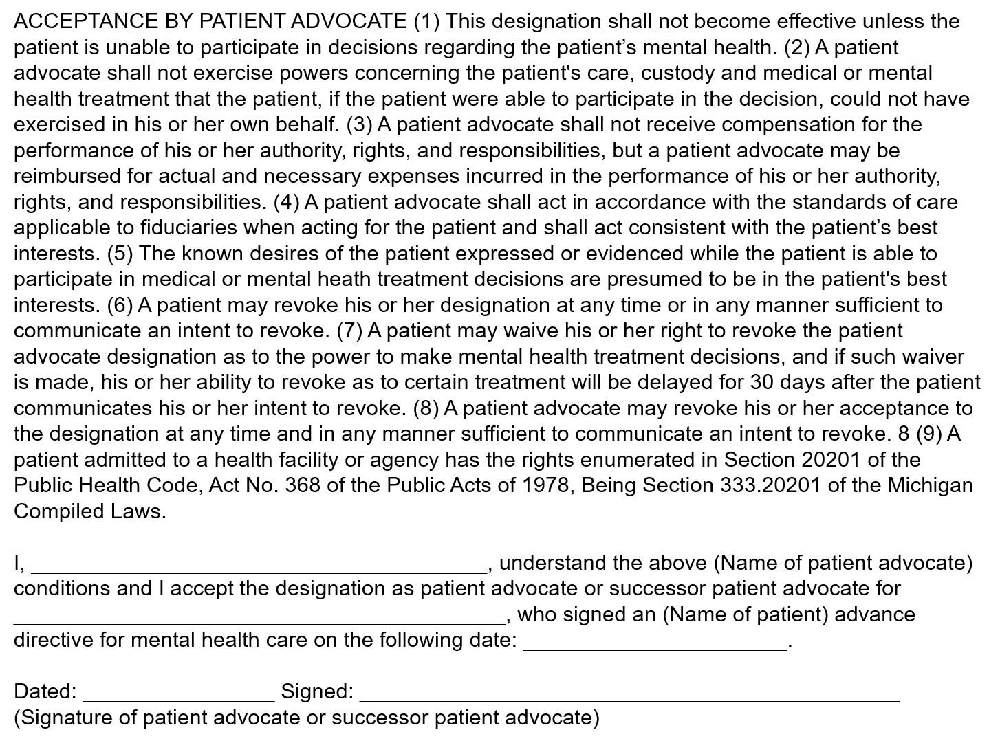 ACCEPTANCE BY PATIENT ADVOCATE (1) This designation shall not become effective unless the
patient is unable to participate in decisions regarding the patient’s mental health. (2) A patient
advocate shall not exercise powers concerning the patient's care, custody and medical or mental
health treatment that the patient, if the patient were able to participate in the decision, could not have
exercised in his or her own behalf. (3) A patient advocate shall not receive compensation for the
performance of his or her authority, rights, and responsibilities, but a patient advocate may be
reimbursed for actual and necessary expenses incurred in the performance of his or her authority,
rights, and responsibilities. (4) A patient advocate shall act in accordance with the standards of care
applicable to fiduciaries when acting for the patient and shall act consistent with the patient’s best
interests. (5) The known desires of the patient expressed or evidenced while the patient is able to
participate in medical or mental heath treatment decisions are presumed to be in the patient's best
interests. (6) A patient may revoke his or her designation at any time or in any manner sufficient to
communicate an intent to revoke. (7) A patient may waive his or her right to revoke the patient
advocate designation as to the power to make mental health treatment decisions, and if such waiver
is made, his or her ability to revoke as to certain treatment will be delayed for 30 days after the patient
communicates his or her intent to revoke. (8) A patient advocate may revoke his or her acceptance to
the designation at any time and in any manner sufficient to communicate an intent to revoke. 8 (9) A
patient admitted to a health facility or agency has the rights enumerated in Section 20201 of the
Public Health Code, Act No. 368 of the Public Acts of 1978, Being Section 333.20201 of the Michigan
Compiled Laws.

I, ______________________________________, understand the above (Name of patient advocate)
conditions and I accept the designation as patient advocate or successor patient advocate for
_________________________________________, who signed an (Name of patient) advance
directive for mental health care on the following date: ______________________.

Dated: ________________ Signed: _____________________________________________
(Signature of patient advocate or successor patient advocate)